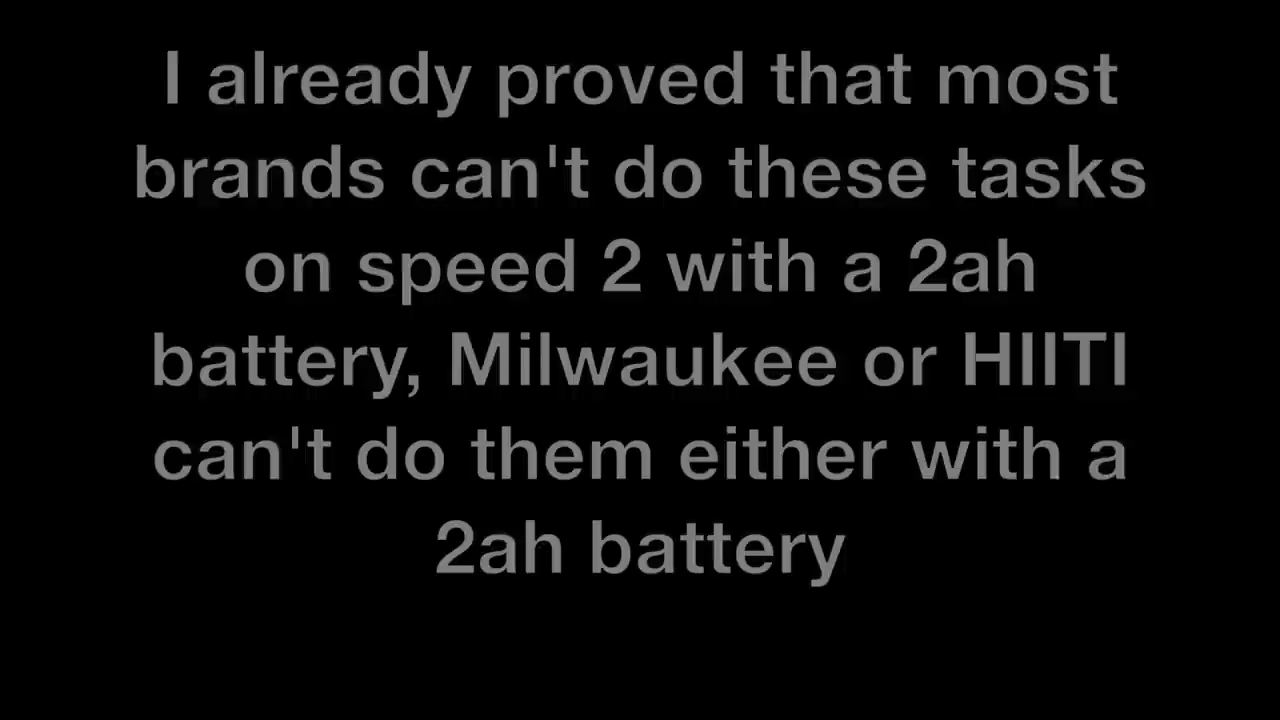 I already proved that most
brands can't do these tasks
on speed 2 with a 2ah
battery, Milwaukee or HIITI
can't do them either with a
2ah battery